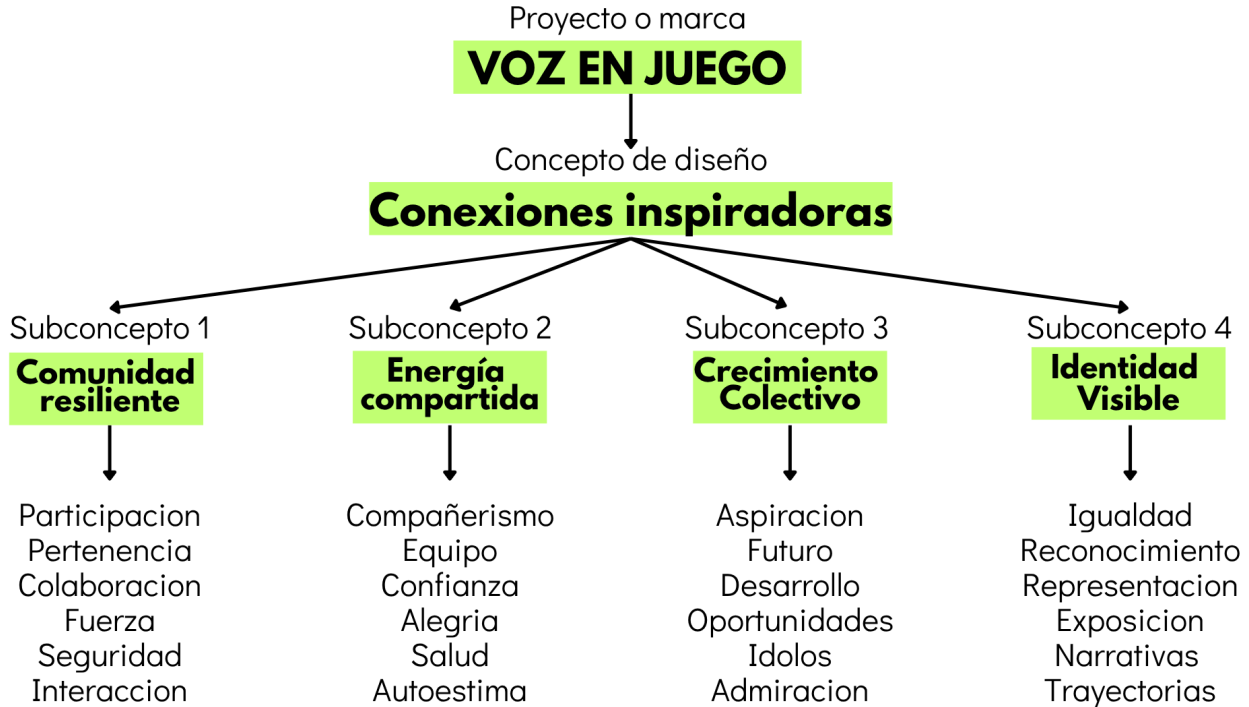 Proyecto o marca
VOZ EN JUEGO
Concepto de diseño
Conexiones inspiradoras
Subconcepto 1
Comunidad
resiliente
Participacion
Pertenencia
Colaboracion
Fuerza
Seguridad
Interaccion
Subconcepto 2
Energía
compartida
Compañerismo
Equipo
Confianza
Alegria
Salud
Autoestima
Subconcepto 3
Crecimiento
Colectivo
Aspiracion
Futuro
Desarrollo
Oportunidades
Idolos
Admiracion
Subconcepto 4
Identidad
Visible
Igualdad
Reconocimiento
Representacion
Exposicion
Narrativas
Trayectorias